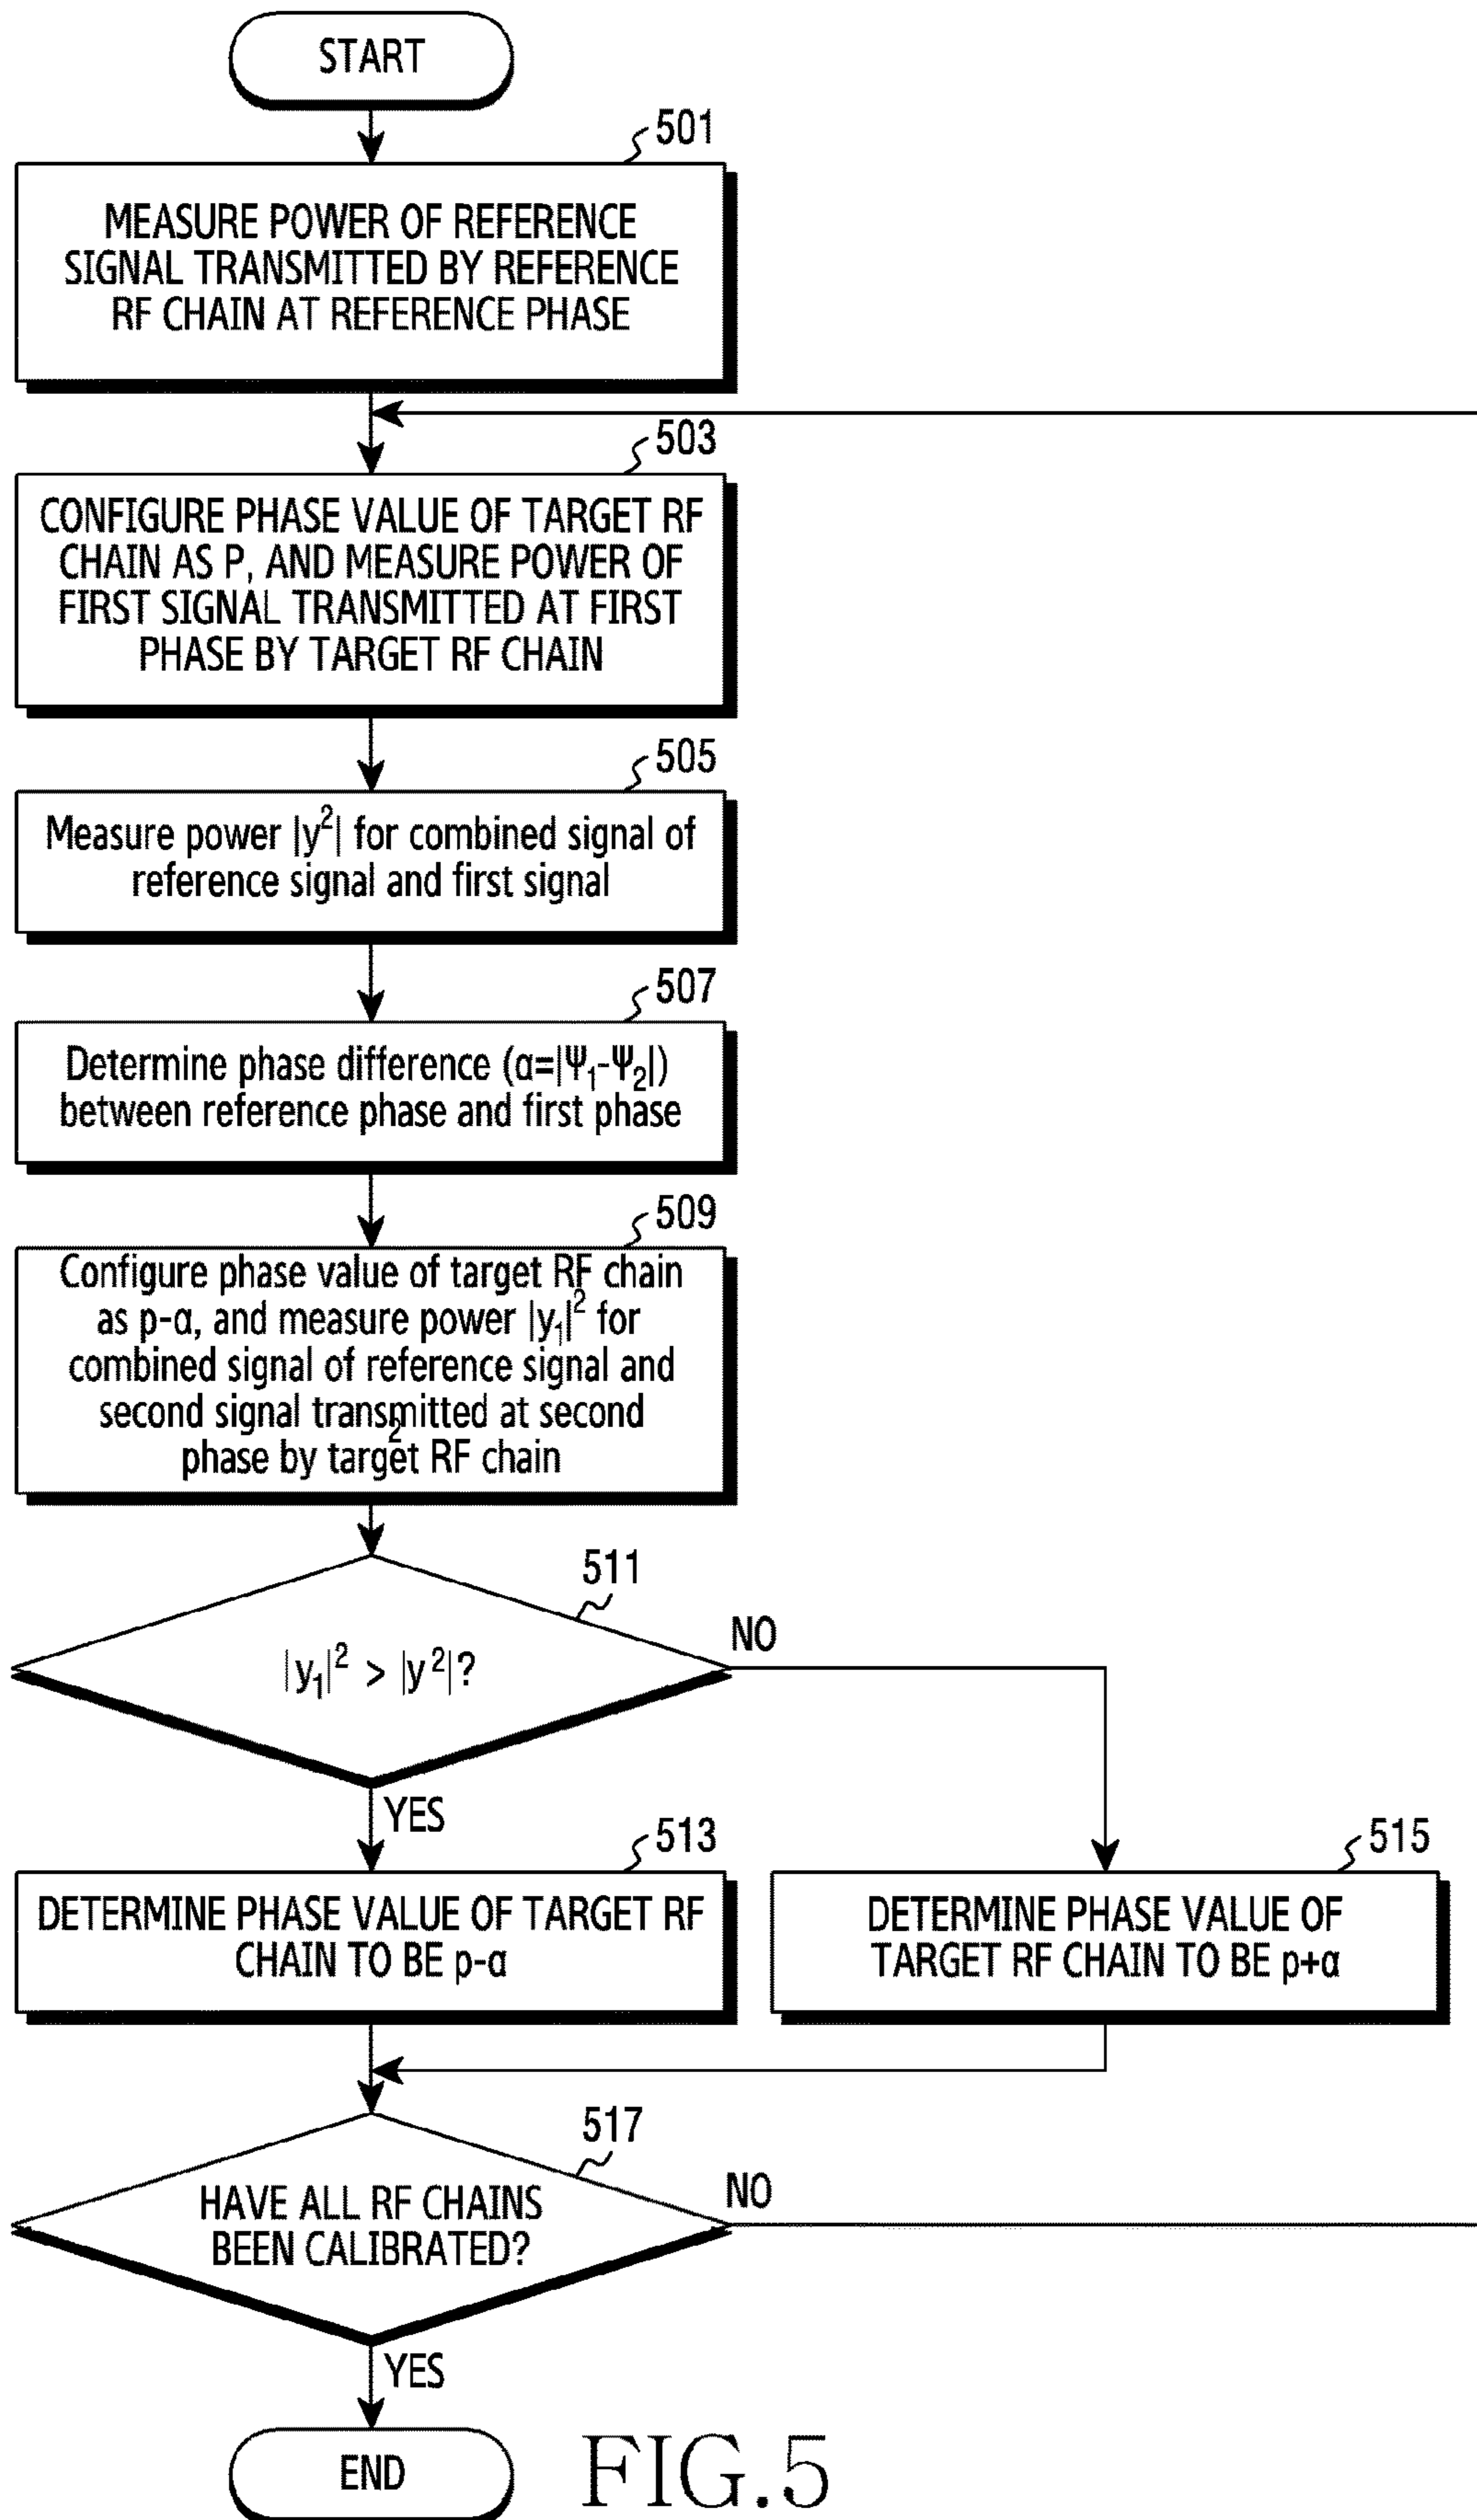 START
501
MEASURE POWER OF REFERENCE
SIGNAL TRANSMITTED BY REFERENCE
RF CHAIN AT REFERENCE PHASE
503
CONFIGURE PHASE VALUE OF TARGET RF
CHAIN AS P, AND MEASURE POWER OF
FIRST SIGNAL TRANSMITTED AT FIRST
PHASE BY TARGET RF CHAIN
505
Measure power |y²| for combined signal of
reference signal and first signal
507
Determine phase difference (α=|Ψ₁-Ψ₂|)
between reference phase and first phase
509
Configure phase value of target RF chain
as p-α, and measure power |y₁|² for
combined signal of reference signal and
second signal transmitted at second
2
phase by target RF chain
511
|y₁|² > |y²|?
NO
YES
513
DETERMINE PHASE VALUE OF TARGET RF
CHAIN TO BE p-α
515
DETERMINE PHASE VALUE OF
TARGET RF CHAIN TO BE p+α
517
HAVE ALL RF CHAINS
BEEN CALIBRATED?
NO
YES
END
FIG.5